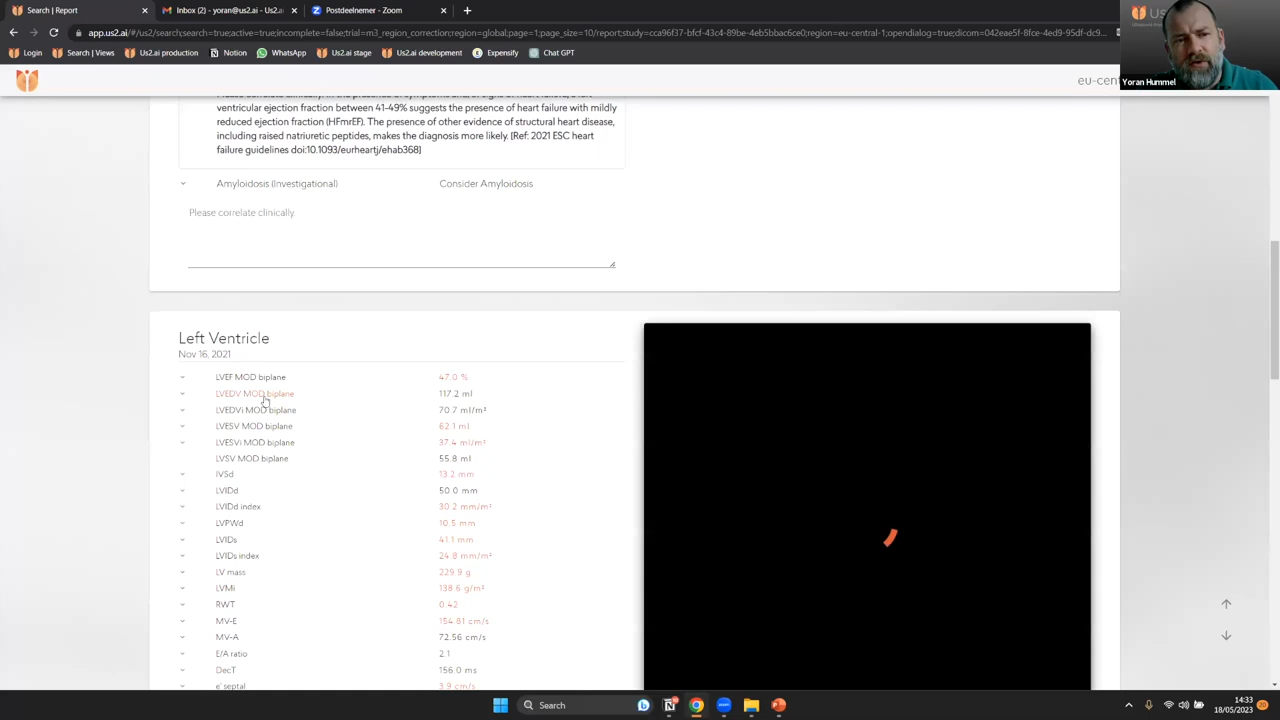 Search | Report
Inbox (2) - yoran@us2.ai - Us2.
Postdeelnemer - Zoom
app.us2.ai/#/us2/search;search=true;active=true;incomplete=false;trial=m3_region_correction;region=global;page=1;page_size=10/report;study=cca96f37-bfcf-43c4-89be-4eb5bbac6ce0;region=eu-central-1;opendialog=true;dicom=042eae5f-8fce-4ed9-95df-dc9...
Login
Search | Views
Us2.ai production
Notion
WhatsApp
Us2.ai stage
Us2.ai development
Expensify
Chat GPT
Yoran Hummel
eu-cent
ventricular ejection fraction between 41-49% suggests the presence of heart failure with mildly
reduced ejection fraction (HFmrEF). The presence of other evidence of structural heart disease,
including raised natriuretic peptides, makes the diagnosis more likely. [Ref: 2021 ESC heart
failure guidelines doi:10.1093/eurheartj/ehab368]
Amyloidosis (Investigational) Consider Amyloidosis
Please correlate clinically.
Left Ventricle
Nov 16, 2021
LVEF MOD biplane 47.0 %
LVEDV MOD biplane 117.2 ml
LVEDVi MOD biplane 70.7 ml/m²
LVESV MOD biplane 62.1 ml
LVESVi MOD biplane 37.4 ml/m²
LVSV MOD biplane 55.8 ml
IVSd 13.2 mm
LVIDd 50.0 mm
LVIDd index 30.2 mm/m²
LVPWd 10.5 mm
LVIDs 41.1 mm
LVIDs index 24.8 mm/m²
LV mass 229.9 g
LVMi 138.6 g/m²
RWT 0.42
MV-E 154.81 cm/s
MV-A 72.56 cm/s
E/A ratio 2.1
DecT 156.0 ms
e' septal 3.9 cm/s
Search
14:33
18/05/2023